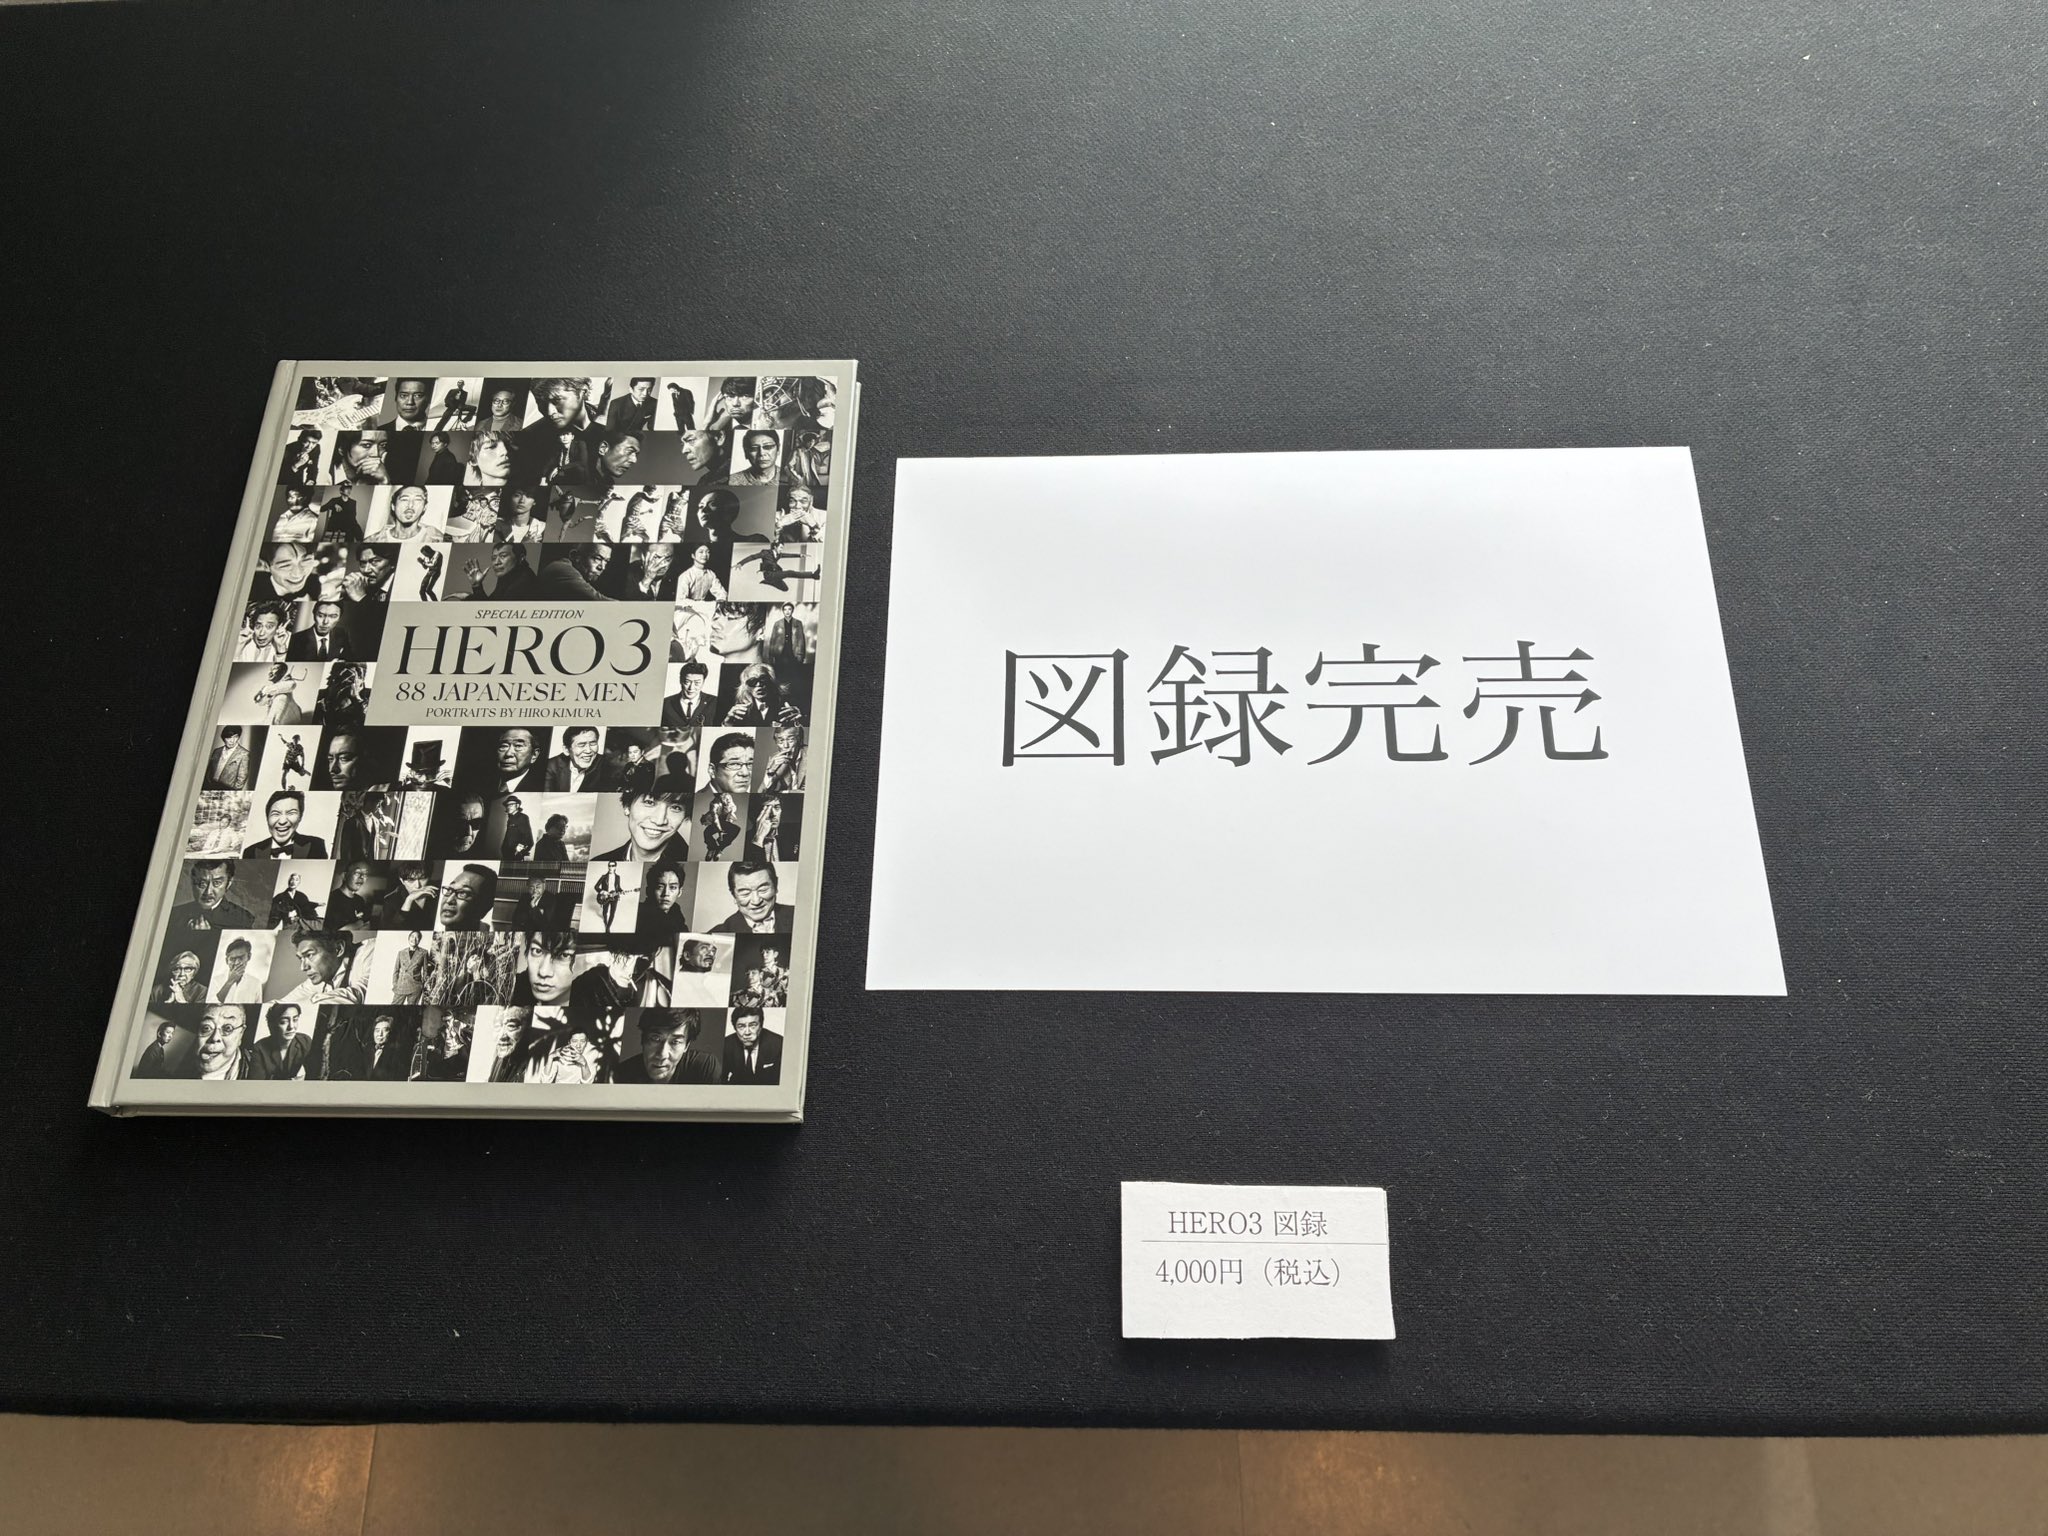 SPECIAL EDITION
HERO3
88 JAPANESE MEN
PORTRAITS BY HIRO KIMURA
図録完売
HERO3 図録
4,000円（税込）